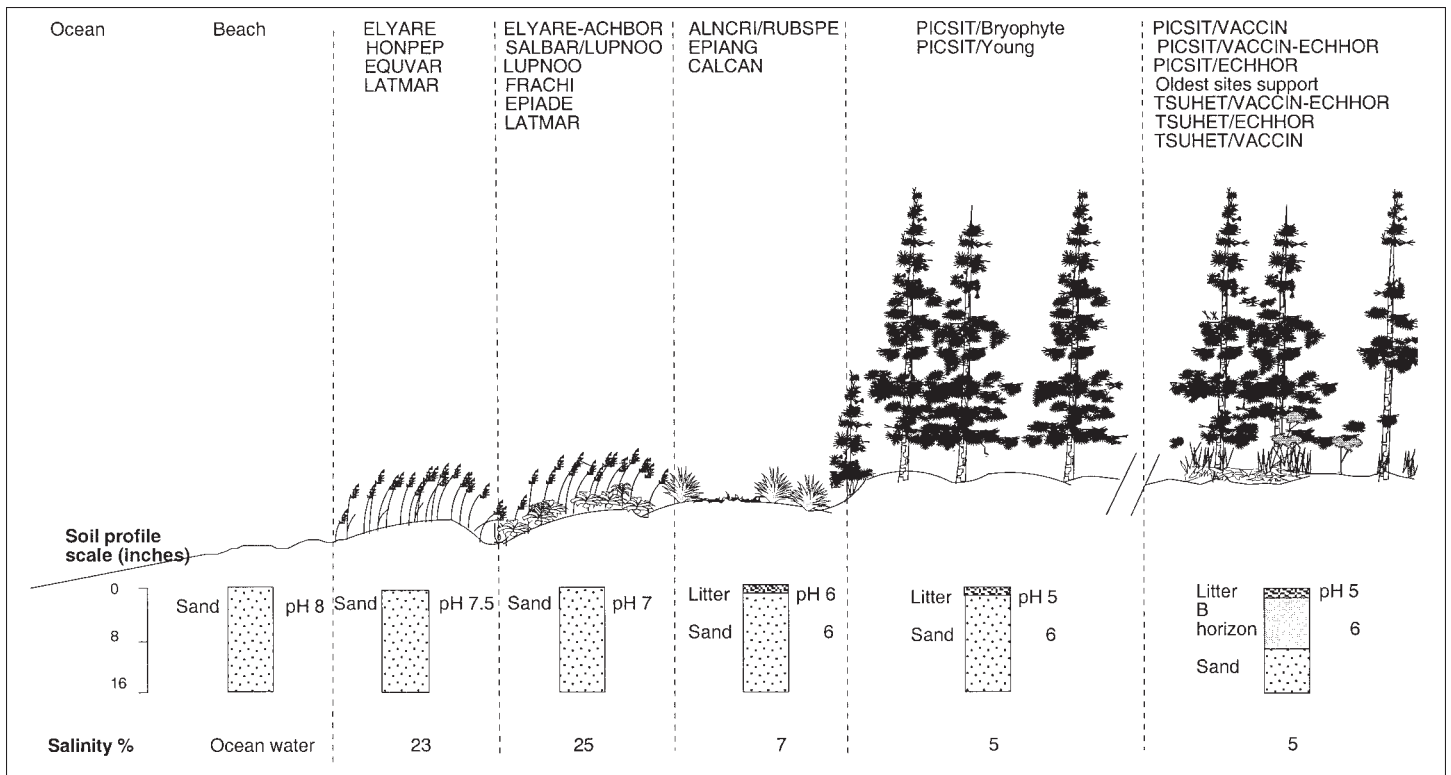 Ocean
Beach
ELYARE
HONPEP
EQUVAR
LATMAR
ELYARE-ACHBOR
SALBAR/LUPNOO
LUPNOO
FRACHI
EPIADE
LATMAR
ALNCRI/RUBSPE
EPIANG
CALCAN
PICSIT/Bryophyte
PICSIT/Young
PICSIT/VACCIN
PICSIT/VACCIN-ECHHOR
PICSIT/ECHHOR
Oldest sites support
TSUHET/VACCIN-ECHHOR
TSUHET/ECHHOR
TSUHET/VACCIN
Soil profile
scale (inches)
0
8
16
Sand pH 8
Sand pH 7.5
Sand pH 7
Litter pH 6
Sand 6
Litter pH 5
Sand 6
Litter pH 5
B
horizon 6
Sand
Salinity % Ocean water 23 25 7 5 5